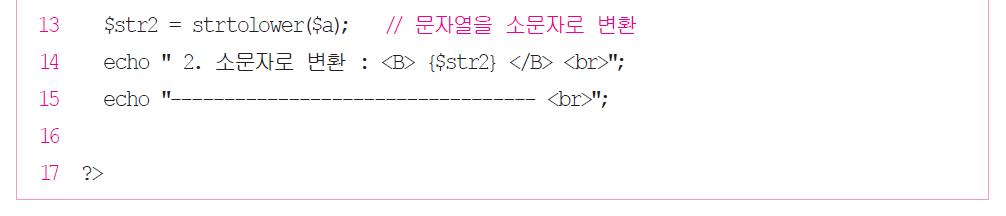 13 $str2 = strtolower($a); // 문자열을 소문자로 변환
14 echo " 2. 소문자로 변환 : <B> {$str2} </B> <br>";
15 echo "---------------------------------- <br>";
16
17 ?>